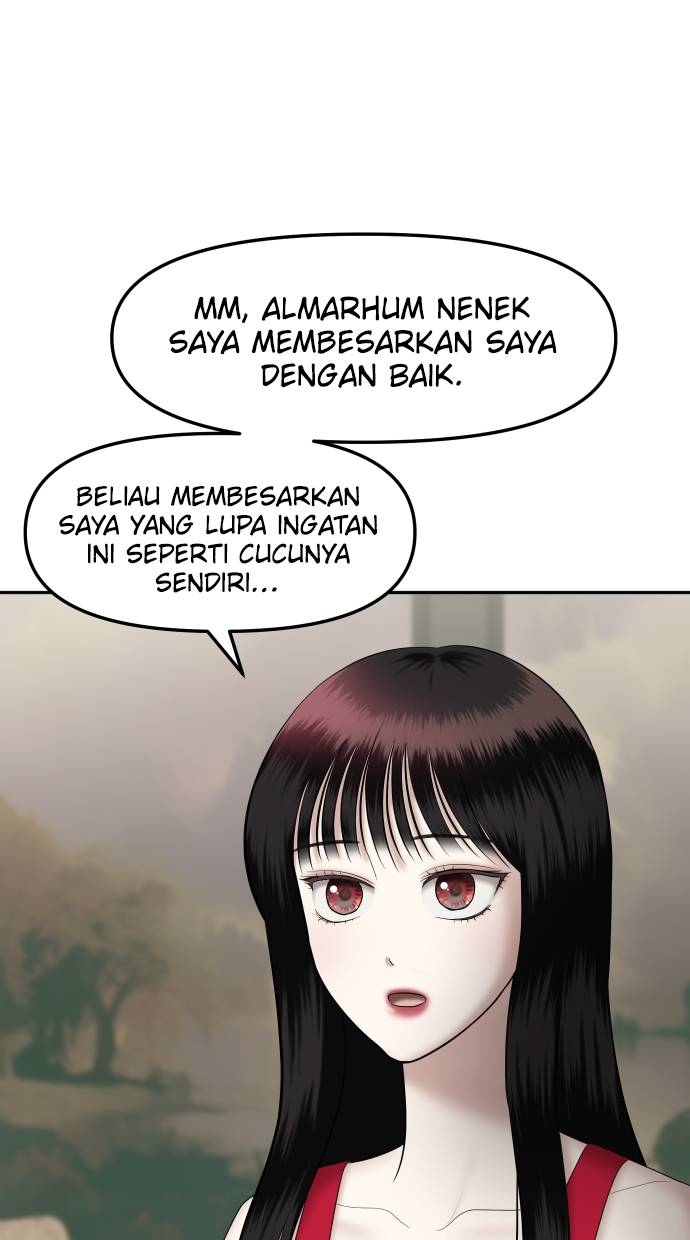 MM, ALMARHUM NENEK
SAYA MEMBESARKAN SAYA
DENGAN BAIK.
BELIAU MEMBESARKAN
SAYA YANG LUPA INGATAN
INI SEPERTI CUCUNYA
SENDIRI...